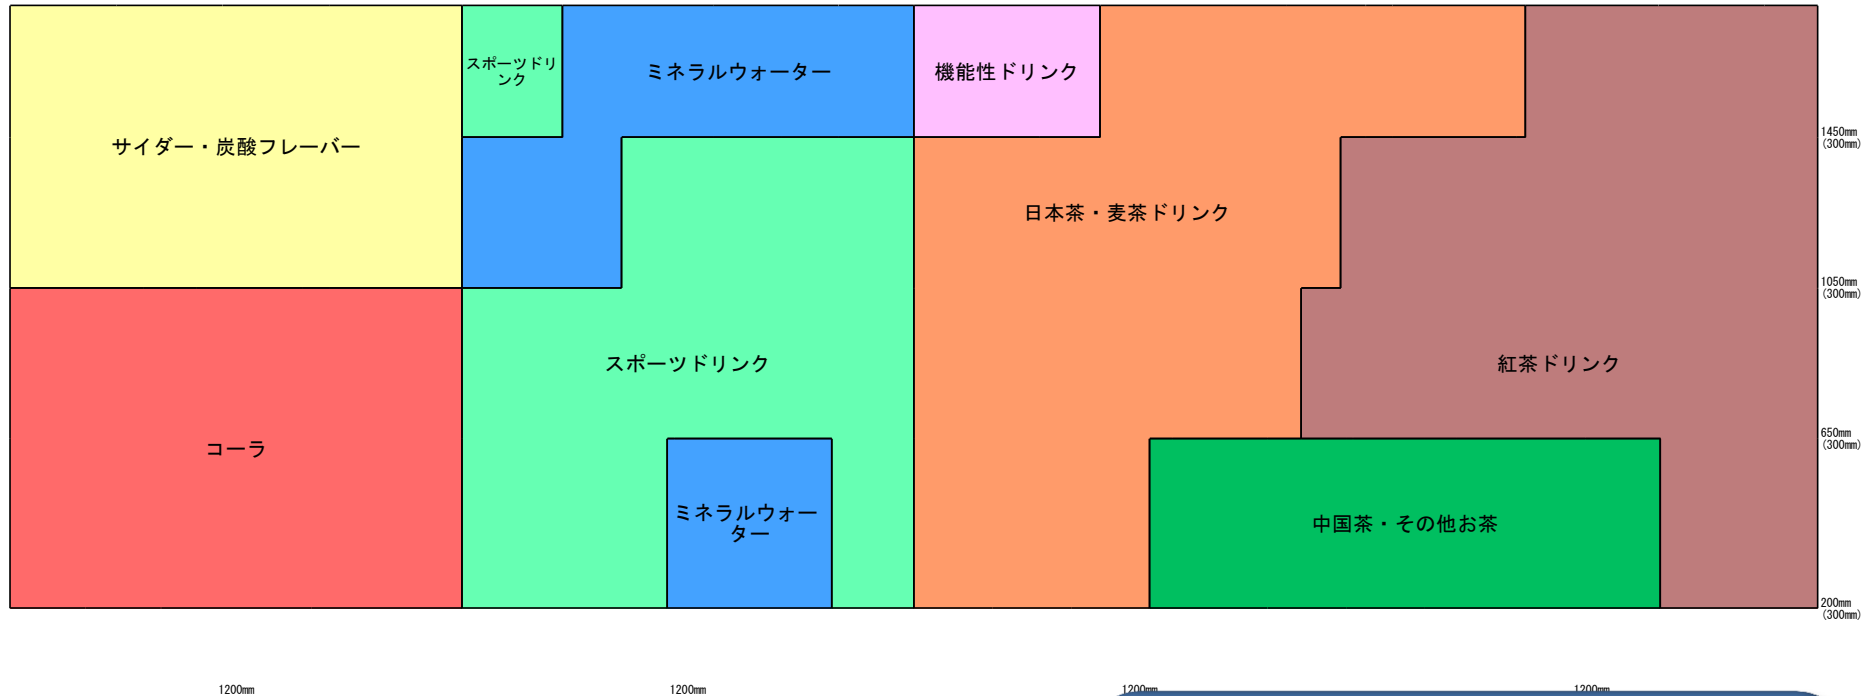 スポーツドリ
ンク
ミネラルウォーター
機能性ドリンク
サイダー・炭酸フレーバー
1450mm
(300mm)
日本茶・麦茶ドリンク
1050mm
(300mm)
スポーツドリンク
紅茶ドリンク
コーラ
650mm
(300mm)
ミネラルウォー
ター
中国茶・その他お茶
200mm
(300mm)
1200mm
1200mm
1200mm
1200mm